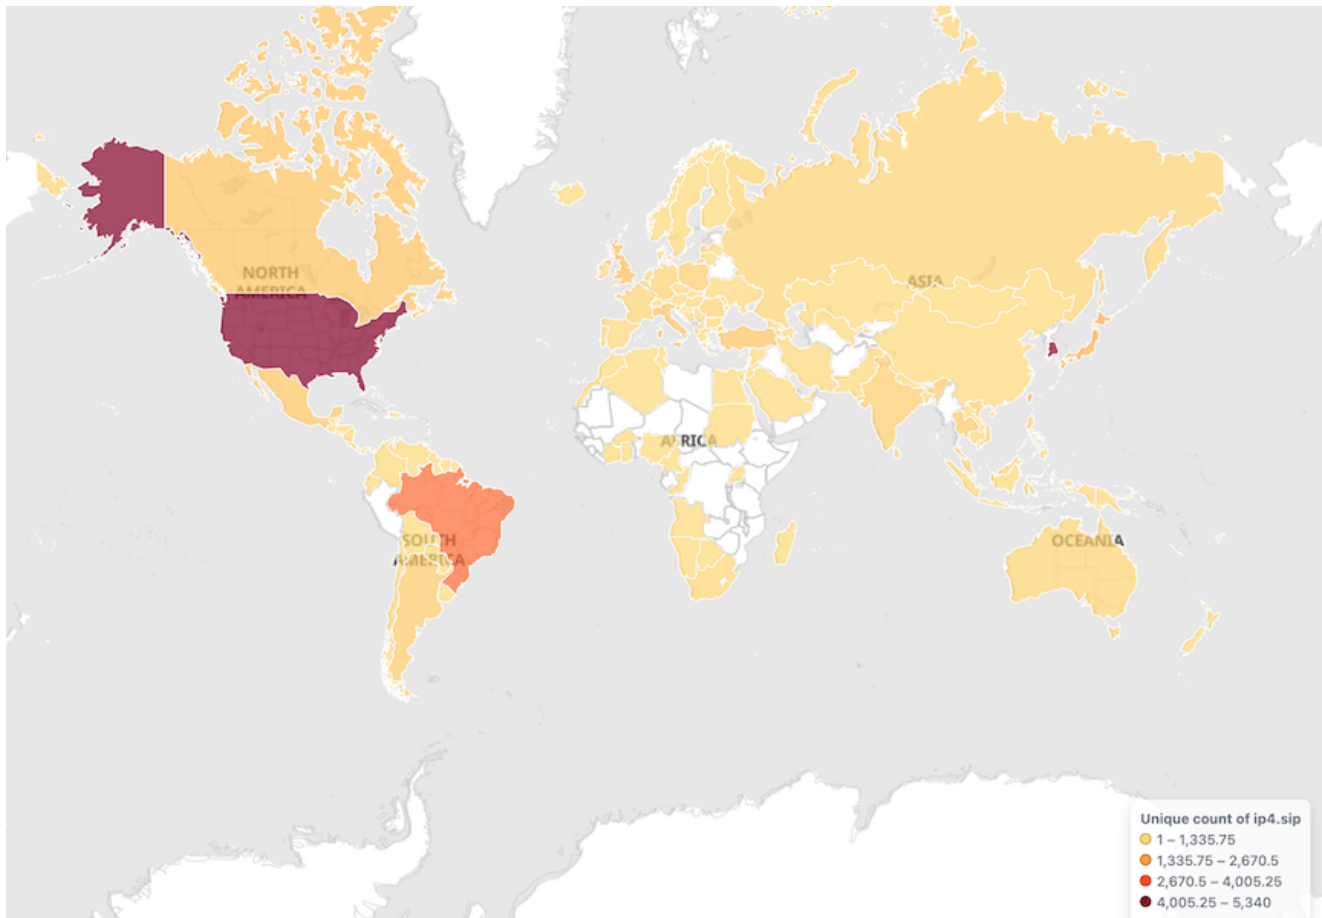 NORTH
AMERICA
ASIA
AFRICA
SOUTH
AMERICA
OCEANIA
Unique count of ip4.sip
1 – 1,335.75
1,335.75 – 2,670.5
2,670.5 – 4,005.25
4,005.25 – 5,340